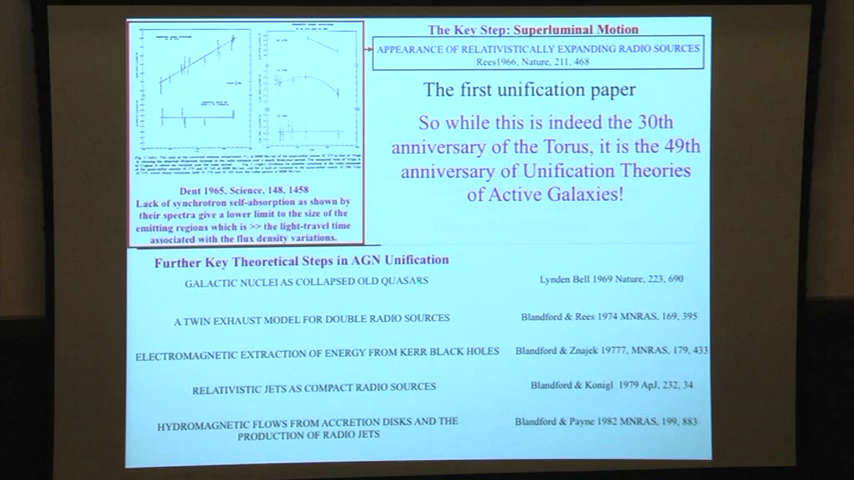 The Key Step: Superluminal Motion
APPEARANCE OF RELATIVISTICALLY EXPANDING RADIO SOURCES
Rees1966, Nature, 211, 468
The first unification paper
So while this is indeed the 30th
anniversary of the Torus, it is the 49th
anniversary of Unification Theories
of Active Galaxies!
Dent 1965, Science, 148, 1458
Lack of synchrotron self-absorption as shown by
their spectra give a lower limit to the size of the
emitting regions which is >> the light-travel time
associated with the flux density variations.
Further Key Theoretical Steps in AGN Unification
GALACTIC NUCLEI AS COLLAPSED OLD QUASARS
Lynden Bell 1969 Nature, 223, 690
A TWIN EXHAUST MODEL FOR DOUBLE RADIO SOURCES
Blandford & Rees 1974 MNRAS, 169, 395
ELECTROMAGNETIC EXTRACTION OF ENERGY FROM KERR BLACK HOLES
Blandford & Znajek 19777, MNRAS, 179, 433
RELATIVISTIC JETS AS COMPACT RADIO SOURCES
Blandford & Konigl 1979 ApJ, 232, 34
HYDROMAGNETIC FLOWS FROM ACCRETION DISKS AND THE
PRODUCTION OF RADIO JETS
Blandford & Payne 1982 MNRAS, 199, 883